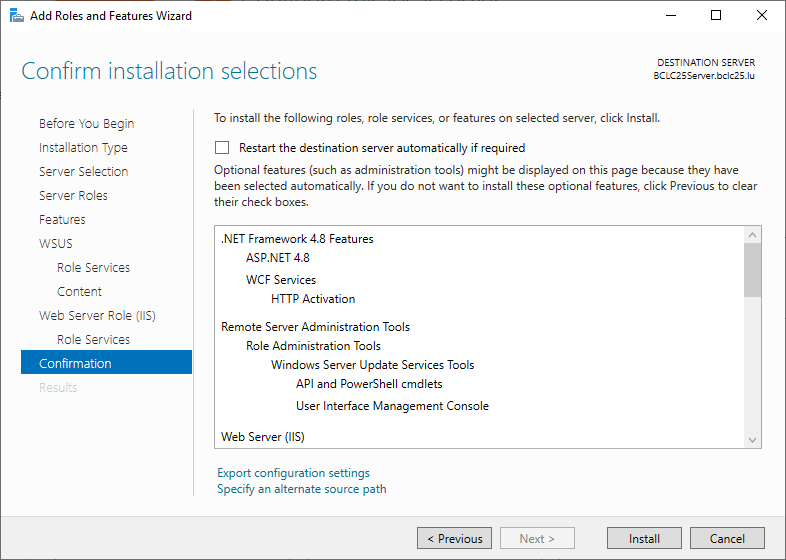 Add Roles and Features Wizard
Confirm installation selections
DESTINATION SERVER
BCLC25Server.bclc25.lu
Before You Begin
Installation Type
Server Selection
Server Roles
Features
WSUS
Role Services
Content
Web Server Role (IIS)
Role Services
Confirmation
Results
To install the following roles, role services, or features on selected server, click Install.
Restart the destination server automatically if required
Optional features (such as administration tools) might be displayed on this page because they have
been selected automatically. If you do not want to install these optional features, click Previous to clear
their check boxes.
.NET Framework 4.8 Features
ASP.NET 4.8
WCF Services
HTTP Activation
Remote Server Administration Tools
Role Administration Tools
Windows Server Update Services Tools
API and PowerShell cmdlets
User Interface Management Console
Web Server (IIS)
Export configuration settings
Specify an alternate source path
< Previous
Next >
Install
Cancel